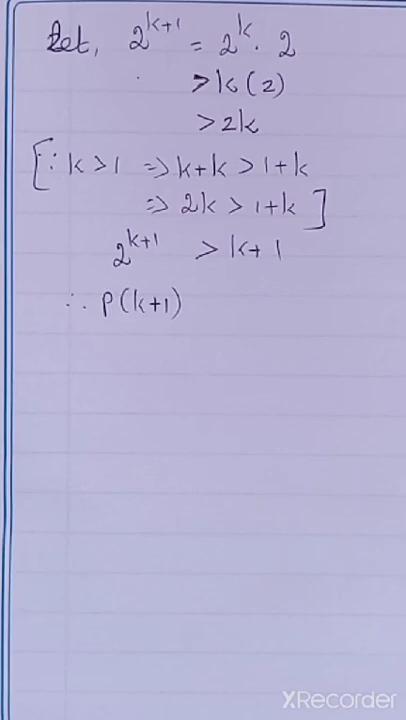 Let, 2^{k+1} = 2^k . 2
> k(2)
> 2k
[∵ k > 1 => k+k > 1+k
=> 2k > 1+k]
2^{k+1} > k+1
∴ P(k+1)
XRecorder